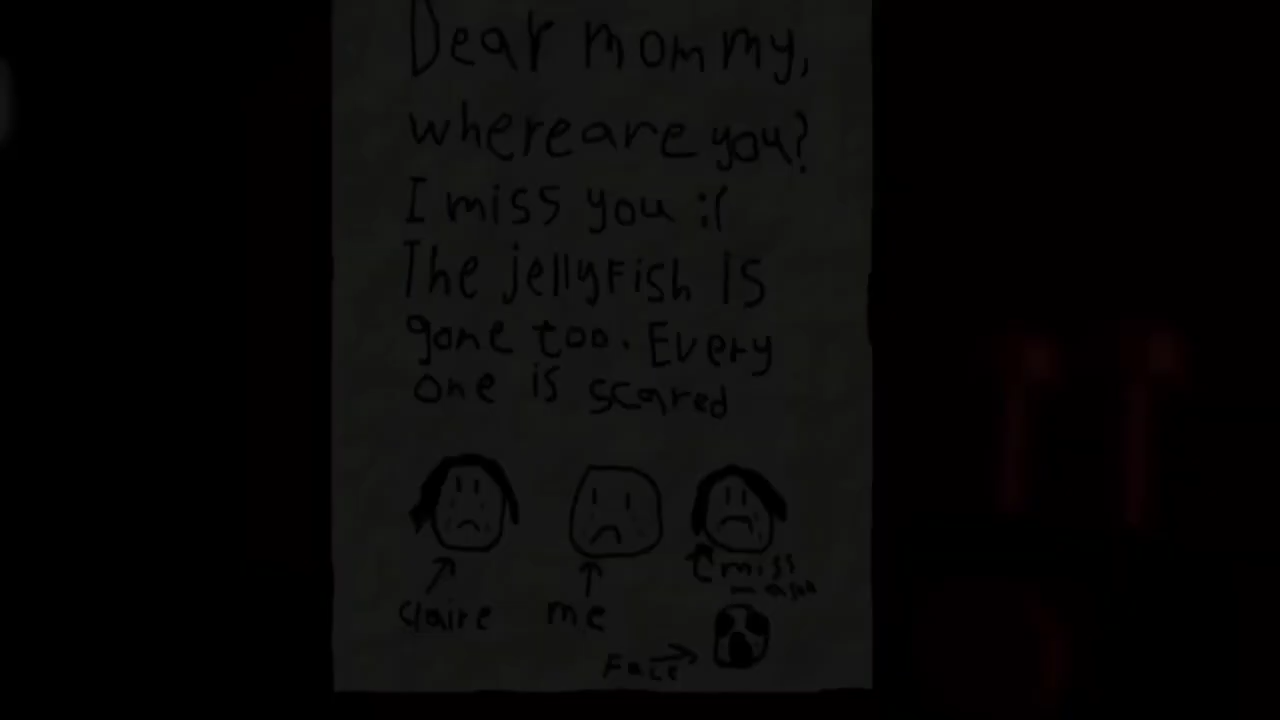 Dear mommy,
where are you?
I miss you :(
The jellyfish is
gone too. Every
one is scared
miss
Claire me
Face